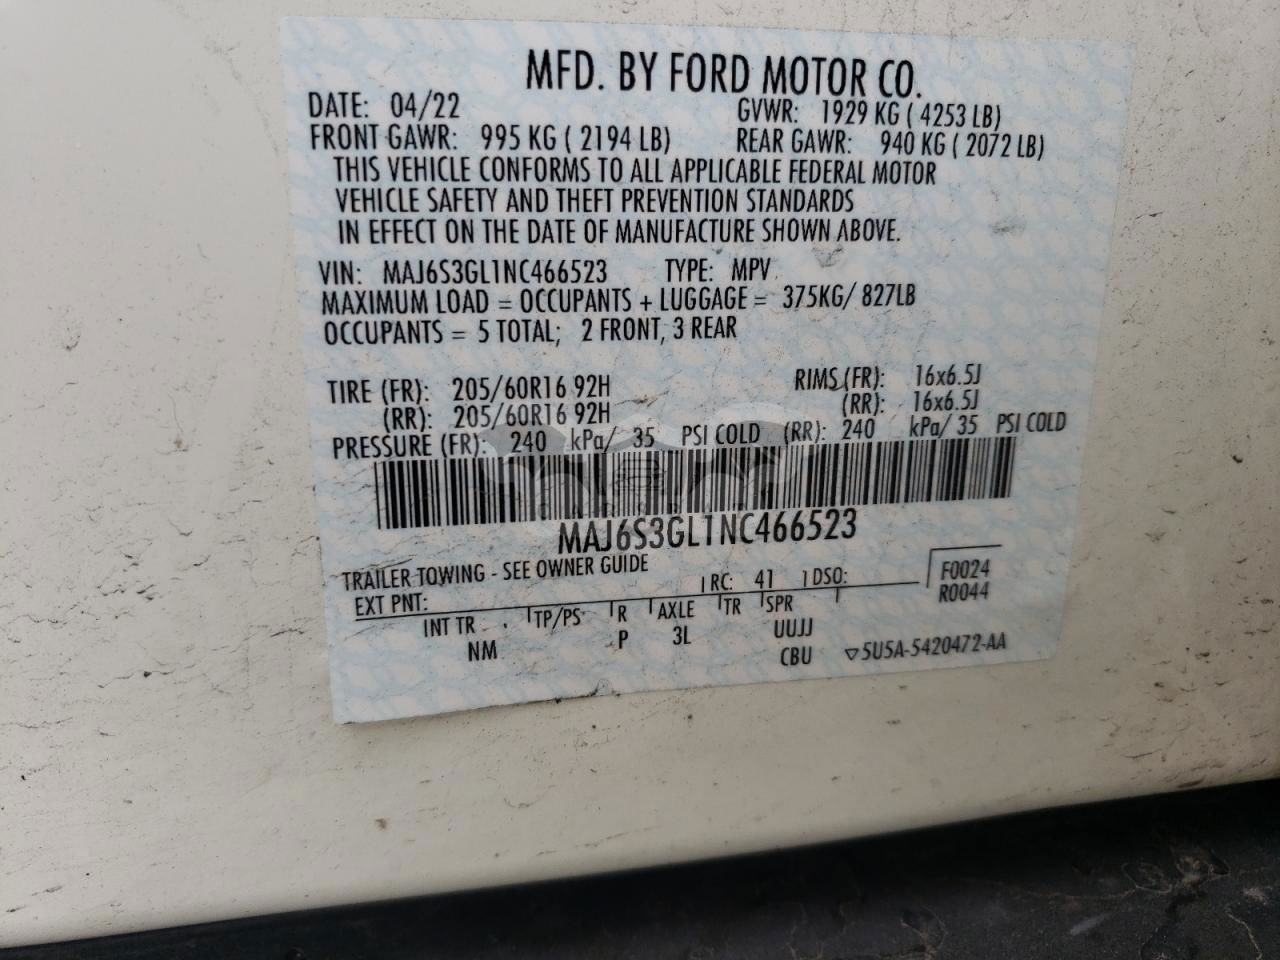 MFD. BY FORD MOTOR CO.
DATE: 04/22 GVWR: 1929 KG ( 4253 LB)
FRONT GAWR: 995 KG ( 2194 LB) REAR GAWR: 940 KG ( 2072 LB)
THIS VEHICLE CONFORMS TO ALL APPLICABLE FEDERAL MOTOR
VEHICLE SAFETY AND THEFT PREVENTION STANDARDS
IN EFFECT ON THE DATE OF MANUFACTURE SHOWN ABOVE.
VIN: MAJ6S3GL1NC466523 TYPE: MPV
MAXIMUM LOAD = OCCUPANTS + LUGGAGE = 375KG/ 827LB
OCCUPANTS = 5 TOTAL; 2 FRONT, 3 REAR
TIRE (FR): 205/60R16 92H RIMS (FR): 16x6.5J
(RR): 205/60R16 92H (RR): 16x6.5J
PRESSURE (FR): 240 kPa/ 35 PSI COLD (RR): 240 kPa/ 35 PSI COLD
MAJ6S3GL1NC466523
TRAILER TOWING - SEE OWNER GUIDE
EXT PNT: RC: 41 DSO: F0024
R0044
INT TR TP/PS R AXLE TR SPR
NM P 3L UUJJ
CBU 5U5A-5420472-AA